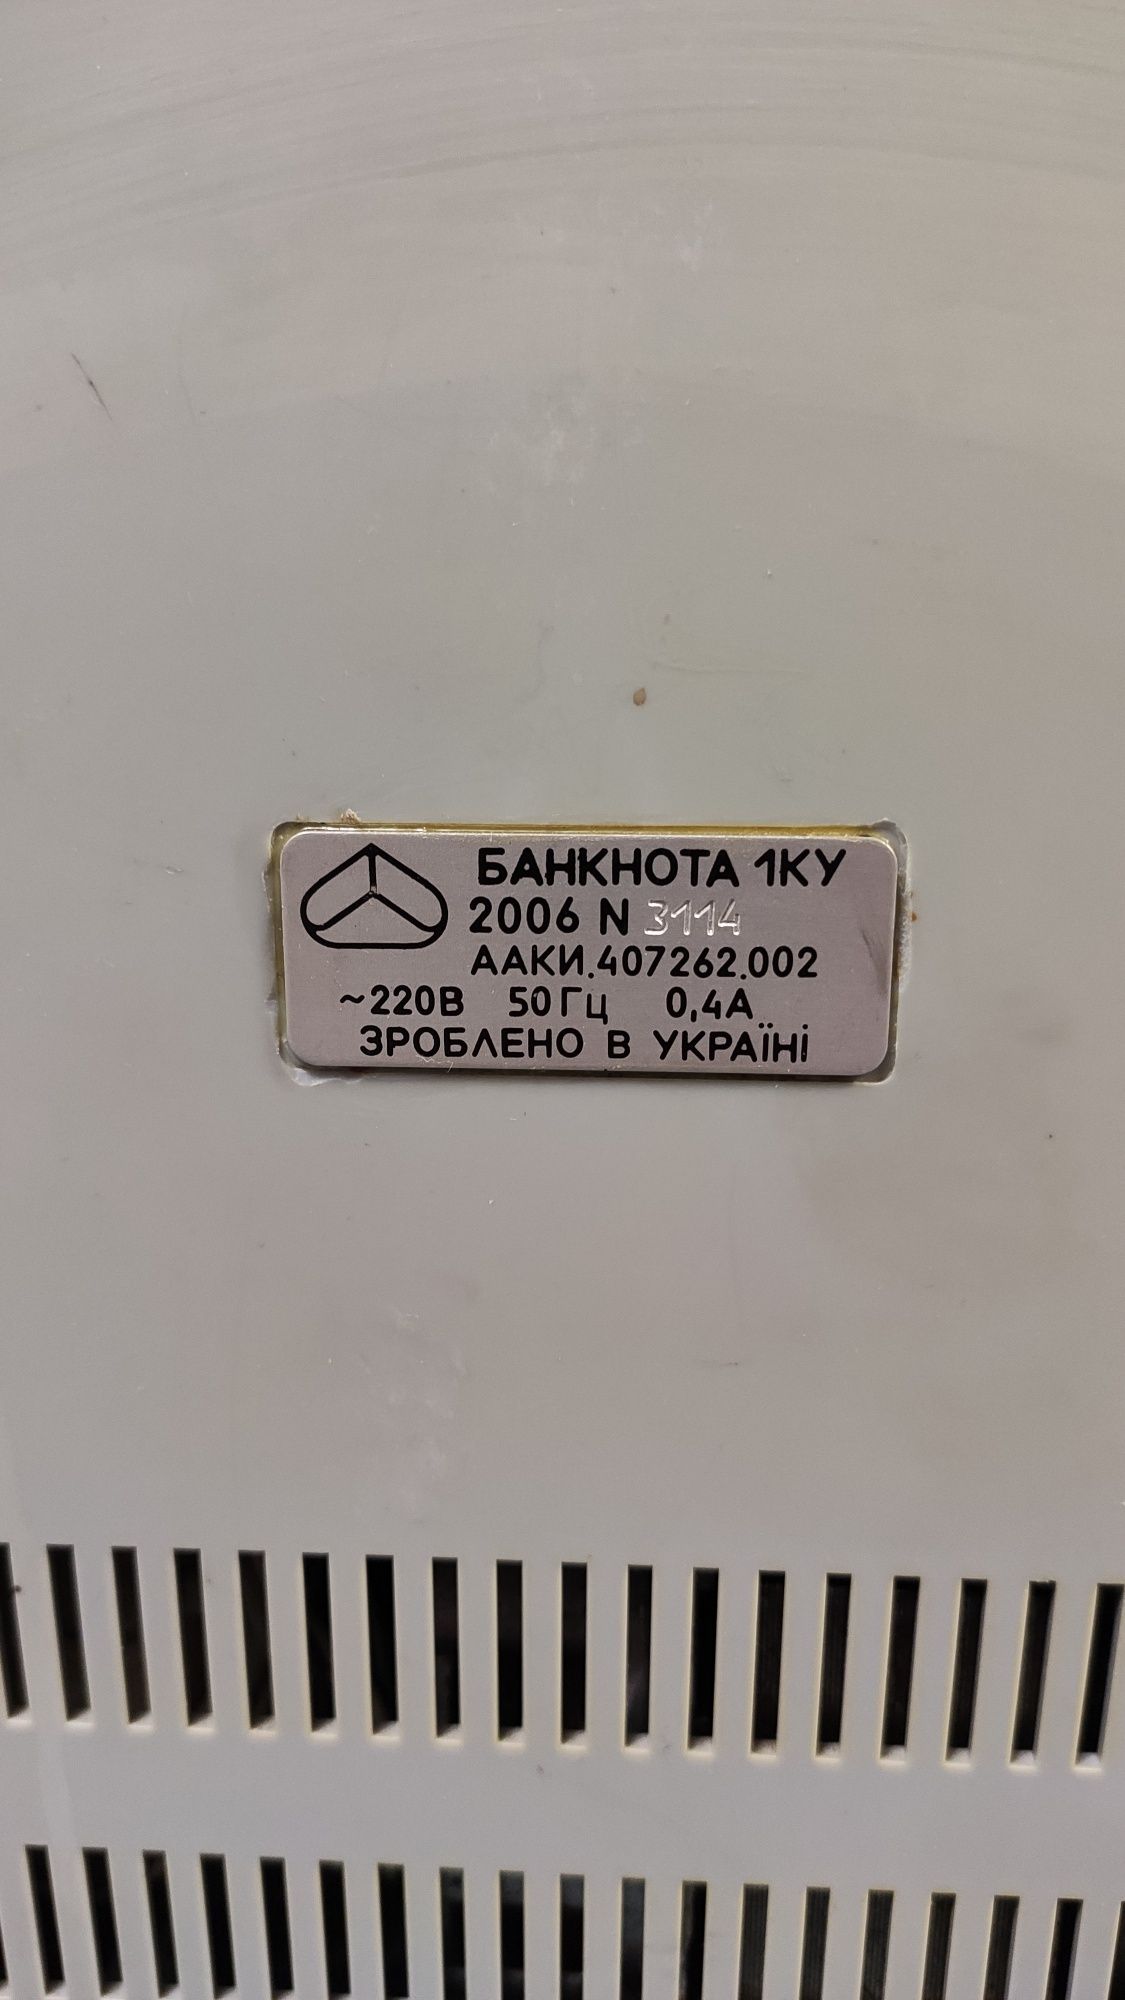 БАНКНОТА 1КУ
2006 N 3114
ААКИ.407262.002
~220В 50Гц 0,4А
ЗРОБЛЕНО В УКРАЇНІ